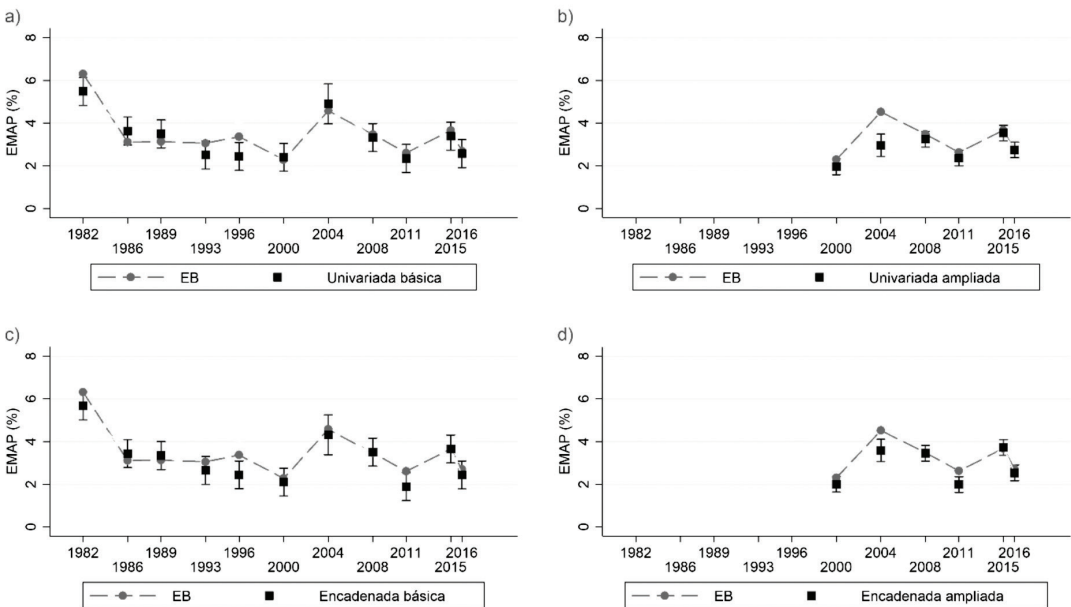 a)
EMAP (%)
8
6
4
2
0
1982 1989 1996 2004 2011 2016
1986 1993 2000 2008 2015
EB Univariada básica
b)
EMAP (%)
8
6
4
2
0
1982 1989 1996 2004 2011 2016
1986 1993 2000 2008 2015
EB Univariada ampliada
c)
EMAP (%)
8
6
4
2
0
1982 1989 1996 2004 2011 2016
1986 1993 2000 2008 2015
EB Encadenada básica
d)
EMAP (%)
8
6
4
2
0
1982 1989 1996 2004 2011 2016
1986 1993 2000 2008 2015
EB Encadenada ampliada